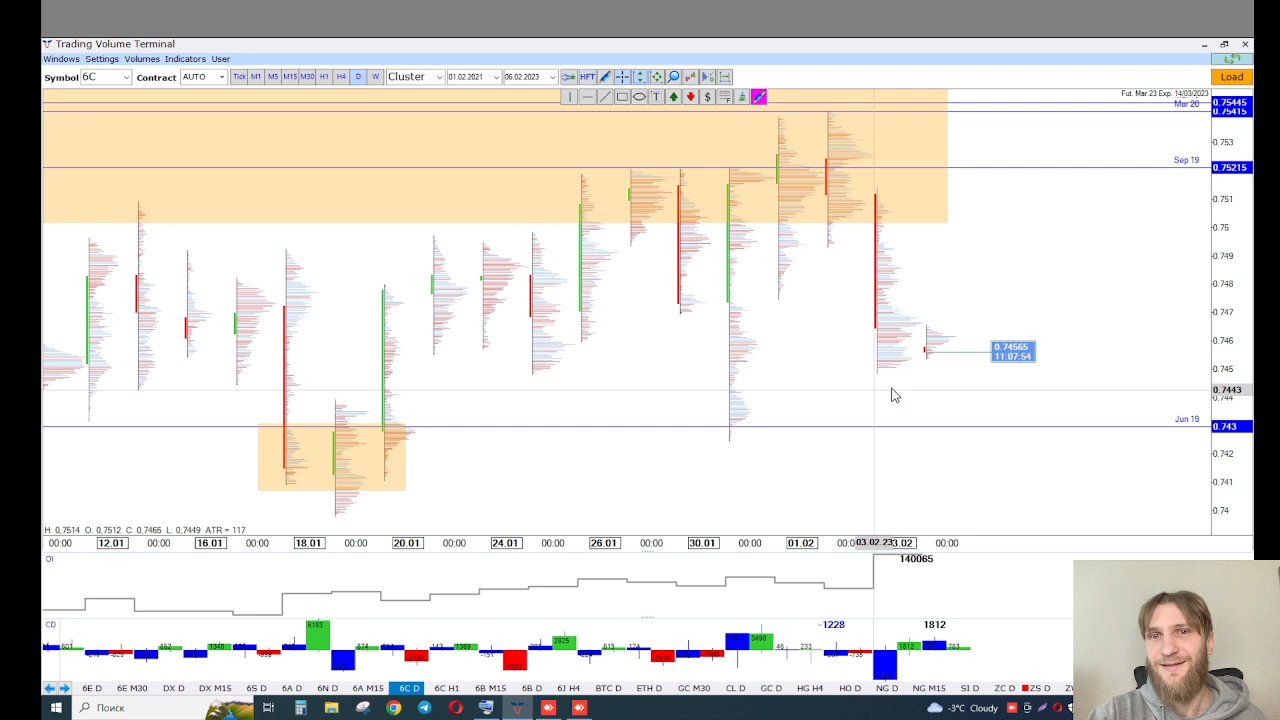 Trading Volume Terminal
Windows Settings Volumes Indicators User
Symbol 6C Contract AUTO Tick M1 M5 M15 M30 H1 H4 D W Cluster 01.02.2021 06.02.2023 HFT Load
T $
Fut. Mar 23 Exp. 14/03/2023
0.75445
Mar 20
0.75415
0.753
Sep 19
0.75215
0.751
0.75
0.749
0.748
0.747
0.746
0.74565
11:07:54
0.745
0.7443
0.744
Jun 19
0.743
0.742
0.741
0.74
H: 0,7514 O: 0,7512 C: 0,7465 L: 0,7449 ATR = 117
00:00 12.01 00:00 16.01 00:00 18.01 00:00 20.01 00:00 24.01 00:00 26.01 00:00 30.01 00:00 01.02 00:0 03.02.23 3.02 00:00
OI
140065
CD
-1228 1812
6183 2525 3490 1812
6E D 6E M30 DX D DX M15 6S D 6A D 6N D 6A M15 6C D 6C H1 6B M15 6B D 6J H4 BTC D ETH D GC M30 CL D GC D HG H4 HO D NG D NG M15 SI D ZC D ZS D
Поиск
-3°C Cloudy